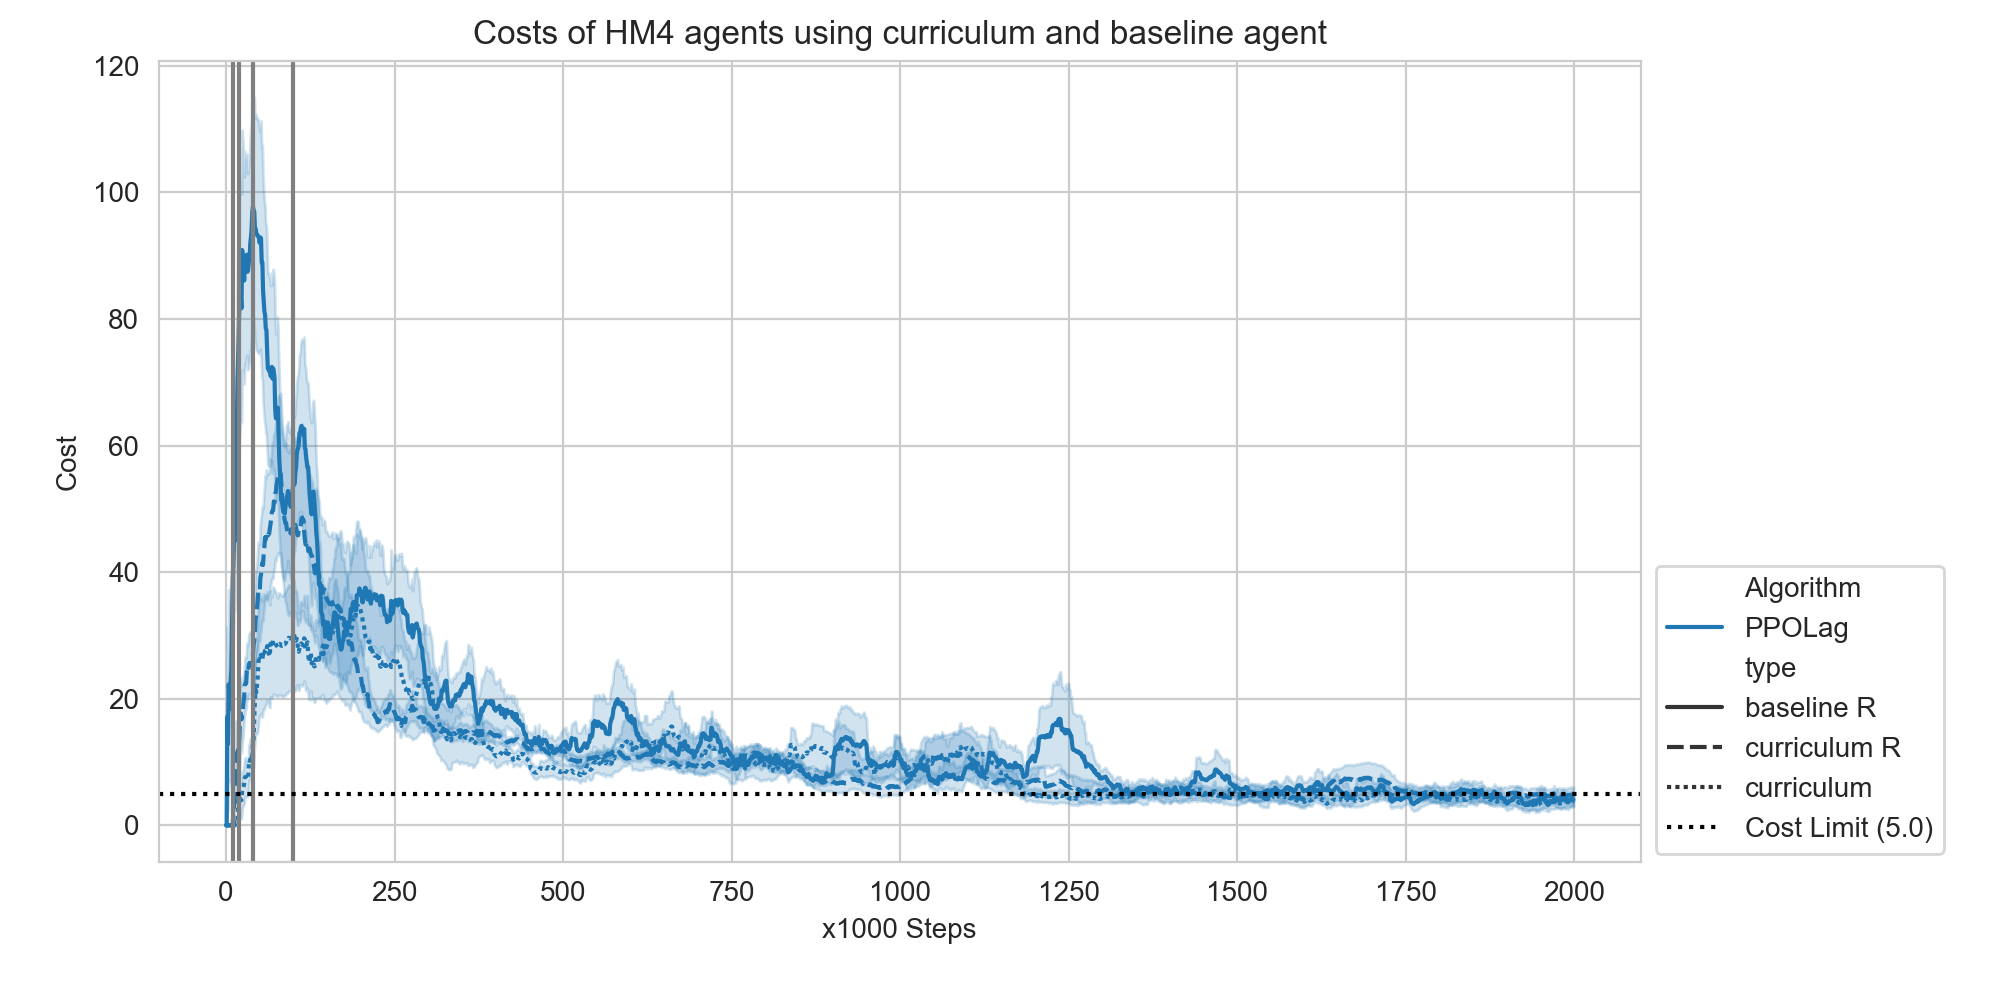 Costs of HM4 agents using curriculum and baseline agent
120
100
80
60
40
20
0
Cost
0 250 500 750 1000 1250 1500 1750 2000
x1000 Steps
Algorithm
PPOLag
type
baseline R
curriculum R
curriculum
Cost Limit (5.0)